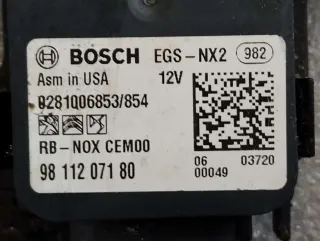 BOSCH EGS-NX2 982
Asm in USA 12V
0281006853/854
RB-NOX CEM00
06 03720
98 112 071 80 00049